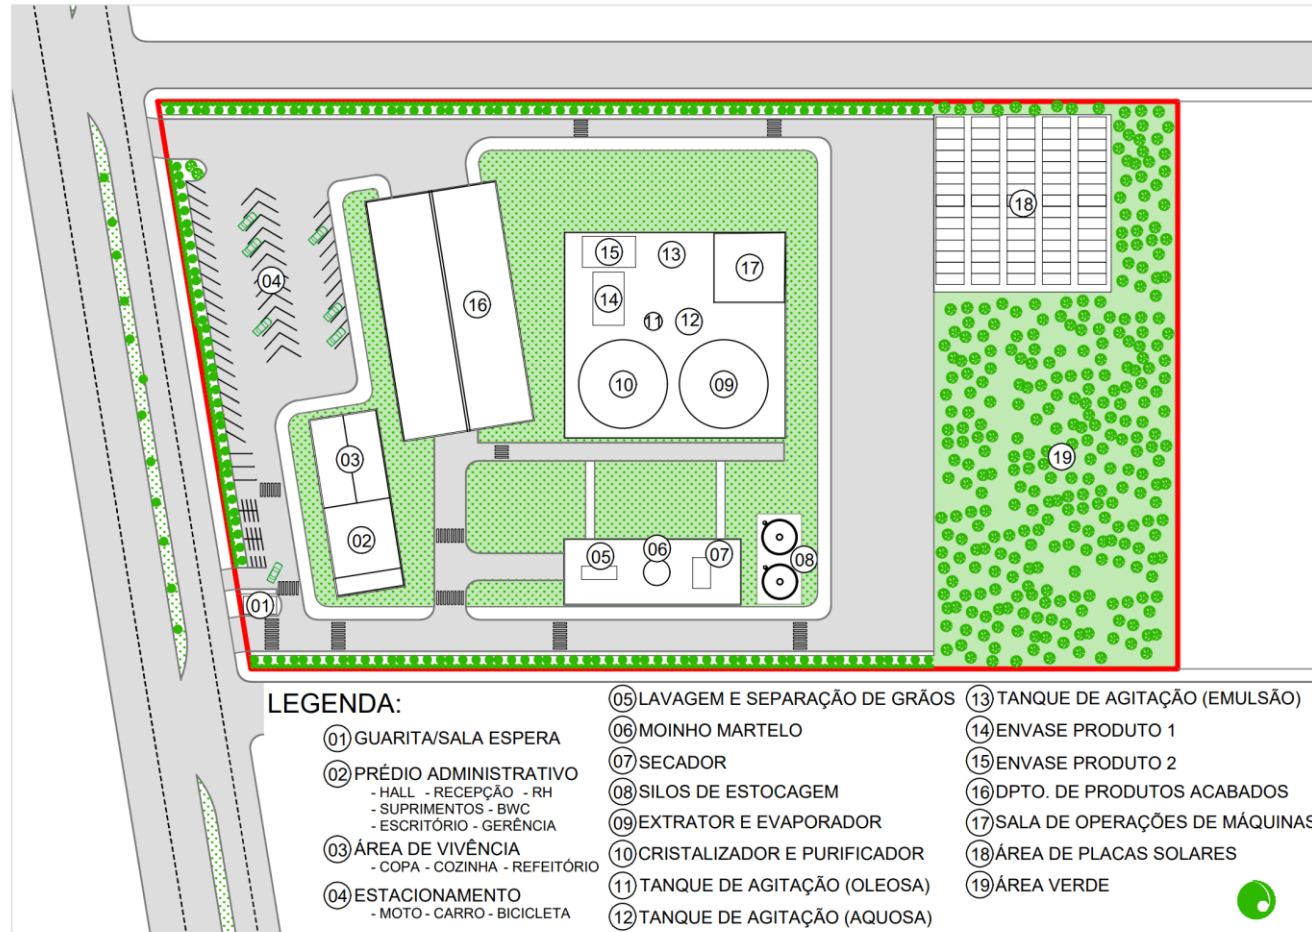 15
13
17
18
04
14
16
11
12
10
09
03
19
02
05
06
07
08
01
LEGENDA:
01 GUARITA/SALA ESPERA
02 PRÉDIO ADMINISTRATIVO
- HALL - RECEPÇÃO - RH
- SUPRIMENTOS - BWC
- ESCRITÓRIO - GERÊNCIA
03 ÁREA DE VIVÊNCIA
- COPA - COZINHA - REFEITÓRIO
04 ESTACIONAMENTO
- MOTO - CARRO - BICICLETA
05 LAVAGEM E SEPARAÇÃO DE GRÃOS
06 MOINHO MARTELO
07 SECADOR
08 SILOS DE ESTOCAGEM
09 EXTRATOR E EVAPORADOR
10 CRISTALIZADOR E PURIFICADOR
11 TANQUE DE AGITAÇÃO (OLEOSA)
12 TANQUE DE AGITAÇÃO (AQUOSA)
13 TANQUE DE AGITAÇÃO (EMULSÃO)
14 ENVASE PRODUTO 1
15 ENVASE PRODUTO 2
16 DPTO. DE PRODUTOS ACABADOS
17 SALA DE OPERAÇÕES DE MÁQUINAS
18 ÁREA DE PLACAS SOLARES
19 ÁREA VERDE